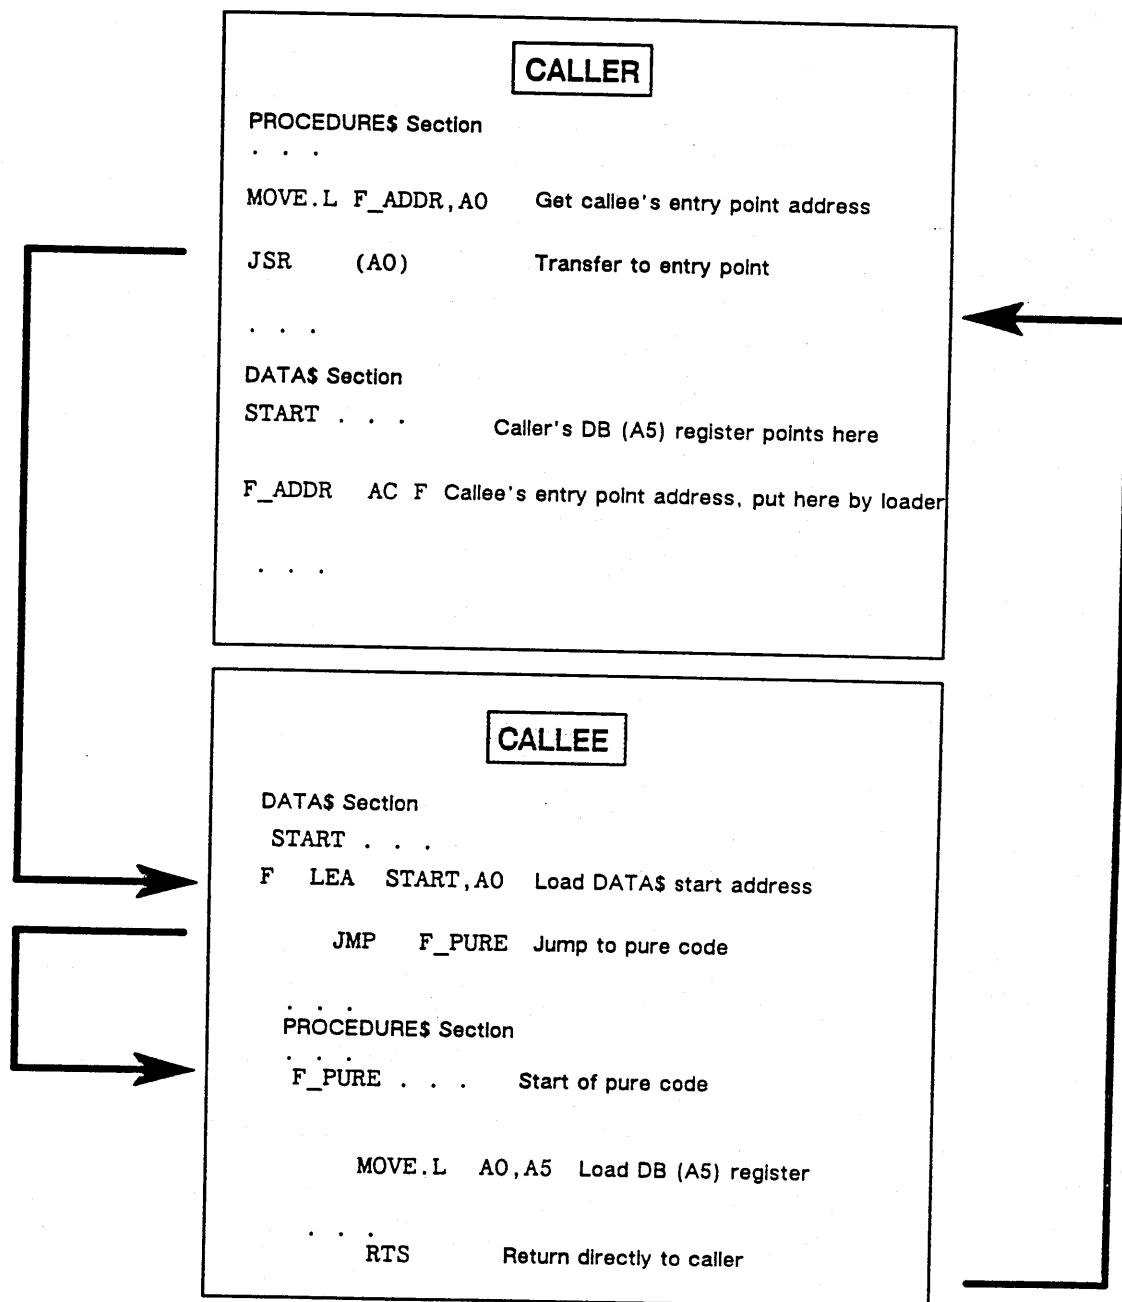 CALLER
PROCEDURE$ Section
. . .
MOVE.L F_ADDR,A0 Get callee's entry point address
JSR (A0) Transfer to entry point
. . .
DATA$ Section
START . . . Caller's DB (A5) register points here
F_ADDR AC F Callee's entry point address, put here by loader
. . .
CALLEE
DATA$ Section
START . . .
F LEA START,A0 Load DATA$ start address
JMP F_PURE Jump to pure code
. . .
PROCEDURE$ Section
. . .
F_PURE . . . Start of pure code
MOVE.L A0,A5 Load DB (A5) register
. . .
RTS Return directly to caller